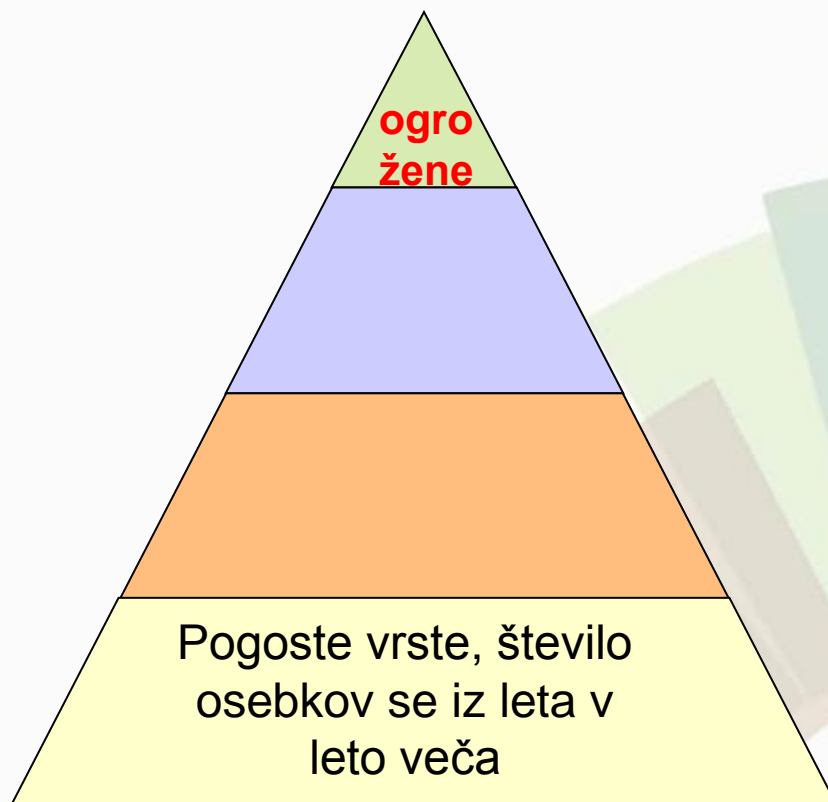 ogro
žene
Pogoste vrste, število
osebkov se iz leta v
leto veča